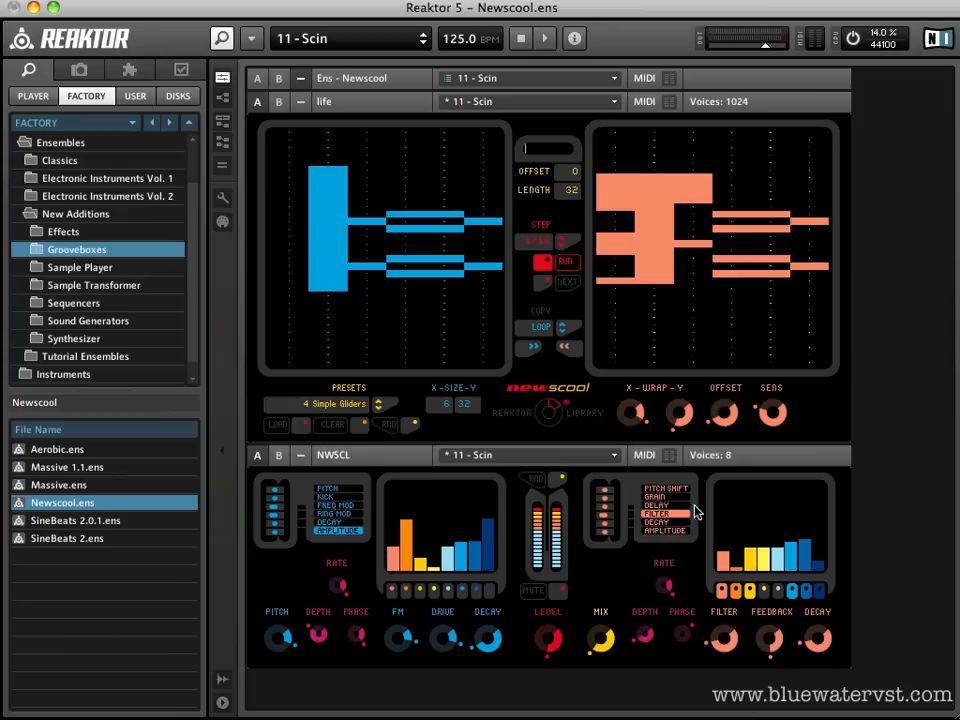 Reaktor 5 - Newscool.ens
REAKTOR
11 - Scin
125.0 BPM
OUT
MIDI
CPU
14.0 %
44100
NI
PLAYER
FACTORY
USER
DISKS
FACTORY
Ensembles
Classics
Electronic Instruments Vol. 1
Electronic Instruments Vol. 2
New Additions
Effects
Grooveboxes
Sample Player
Sample Transformer
Sequencers
Sound Generators
Synthesizer
Tutorial Ensembles
Instruments
Newscool
File Name
Aerobic.ens
Massive 1.1.ens
Massive.ens
Newscool.ens
SineBeats 2.0.1.ens
SineBeats 2.ens
A B Ens - Newscool 11 - Scin MIDI
A B life * 11 - Scin MIDI Voices: 1024
OFFSET 0
LENGTH 32
STEP
RUN
NEXT
COPY
LOOP
>>
<<
PRESETS
4 Simple Gliders
LOAD
CLEAR
RND
X-SIZE-Y
6 32
newscool
REAKTOR LIBRARY
X-WRAP-Y
OFFSET
SENS
A B NWSCL * 11 - Scin MIDI Voices: 8
PITCH
KICK
FREQ MOD
RING MOD
DECAY
AMPLITUDE
RATE
PITCH
DEPTH
PHASE
FM
DRIVE
DECAY
RND
MUTE
LEVEL
PITCH SHIFT
GRAIN
DELAY
FILTER
DECAY
AMPLITUDE
RATE
MIX
DEPTH
PHASE
FILTER
FEEDBACK
DECAY
www.bluewatervst.com